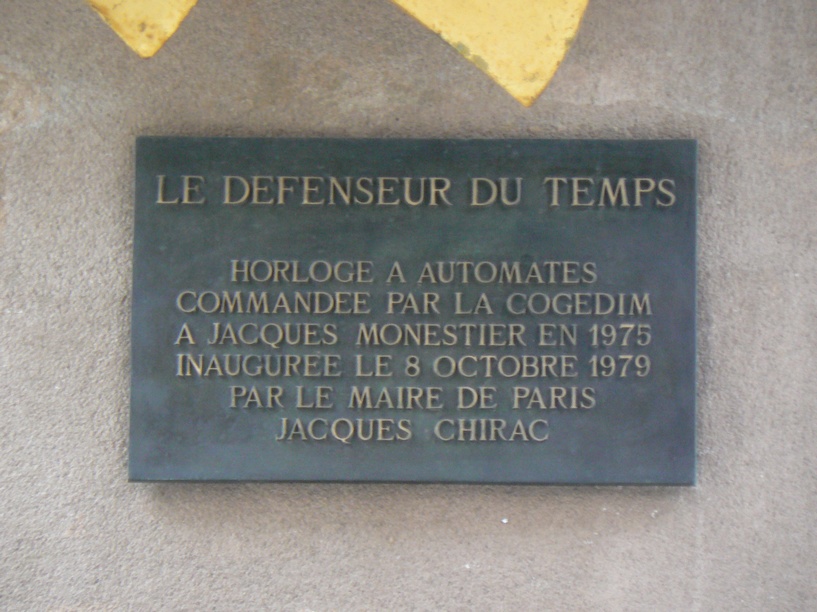 LE DEFENSEUR DU TEMPS
HORLOGE A AUTOMATES
COMMANDEE PAR LA COGEDIM
A JACQUES MONESTIER EN 1975
INAUGUREE LE 8 OCTOBRE 1979
PAR LE MAIRE DE PARIS
JACQUES CHIRAC